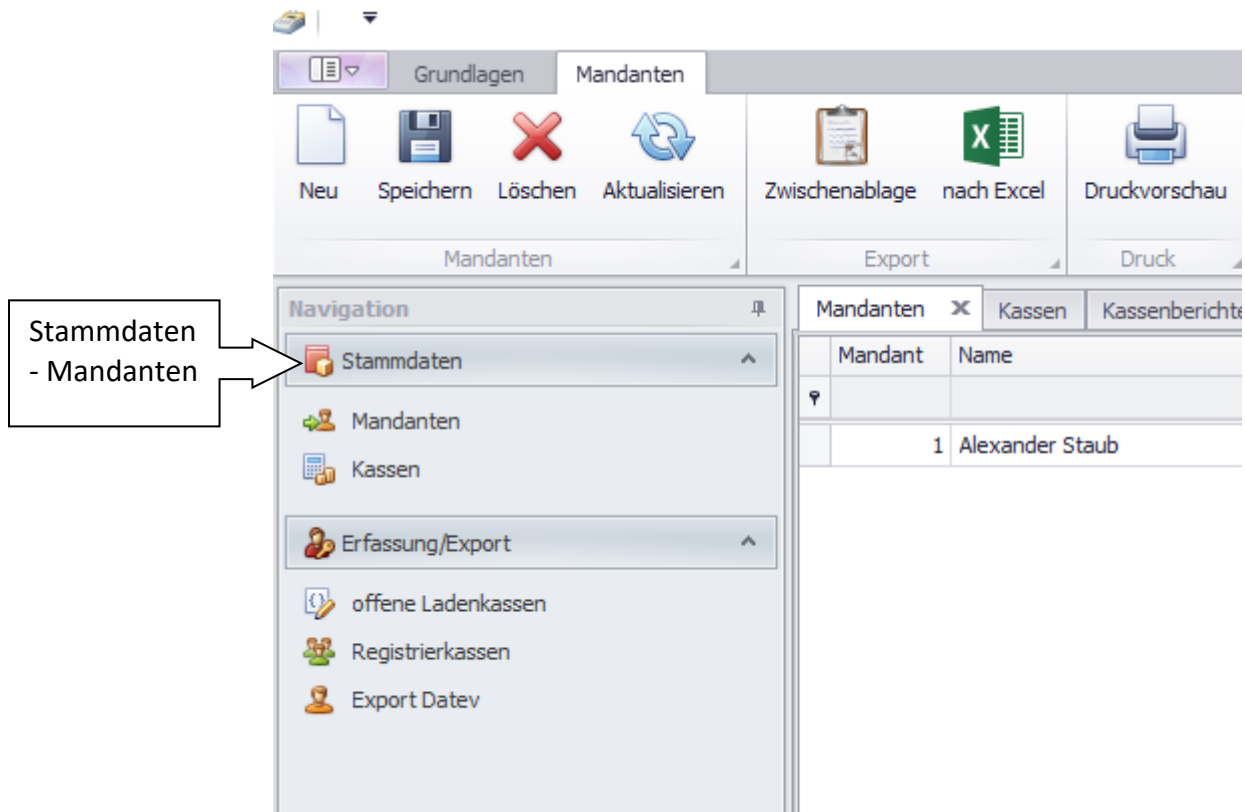 Grundlagen
Mandanten
Neu
Speichern
Löschen
Aktualisieren
Zwischenablage
nach Excel
Druckvorschau
Mandanten
Export
Druck
Stammdaten
- Mandanten
Navigation
Stammdaten
Mandanten
Kassen
Erfassung/Export
offene Ladenkassen
Registrierkassen
Export Datev
Mandanten
Kassen
Kassenberichte
Mandant Name
1 Alexander Staub